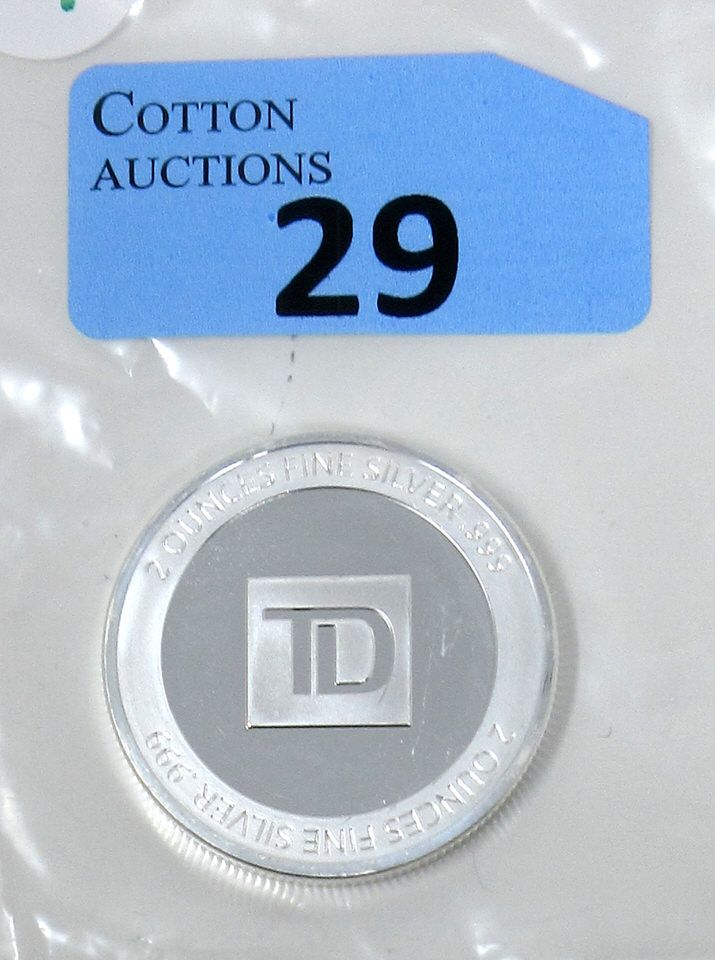 COTTON
AUCTIONS
29
2 OUNCES FINE SILVER .999
TD
2 OUNCES FINE SILVER .999